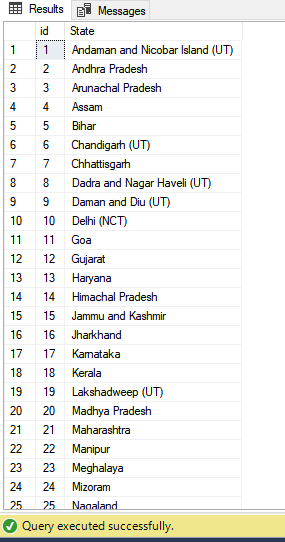 Results Messages
id State
1 1 Andaman and Nicobar Island (UT)
2 2 Andhra Pradesh
3 3 Arunachal Pradesh
4 4 Assam
5 5 Bihar
6 6 Chandigarh (UT)
7 7 Chhattisgarh
8 8 Dadra and Nagar Haveli (UT)
9 9 Daman and Diu (UT)
10 10 Delhi (NCT)
11 11 Goa
12 12 Gujarat
13 13 Haryana
14 14 Himachal Pradesh
15 15 Jammu and Kashmir
16 16 Jharkhand
17 17 Karnataka
18 18 Kerala
19 19 Lakshadweep (UT)
20 20 Madhya Pradesh
21 21 Maharashtra
22 22 Manipur
23 23 Meghalaya
24 24 Mizoram
25 25 Nagaland
Query executed successfully.